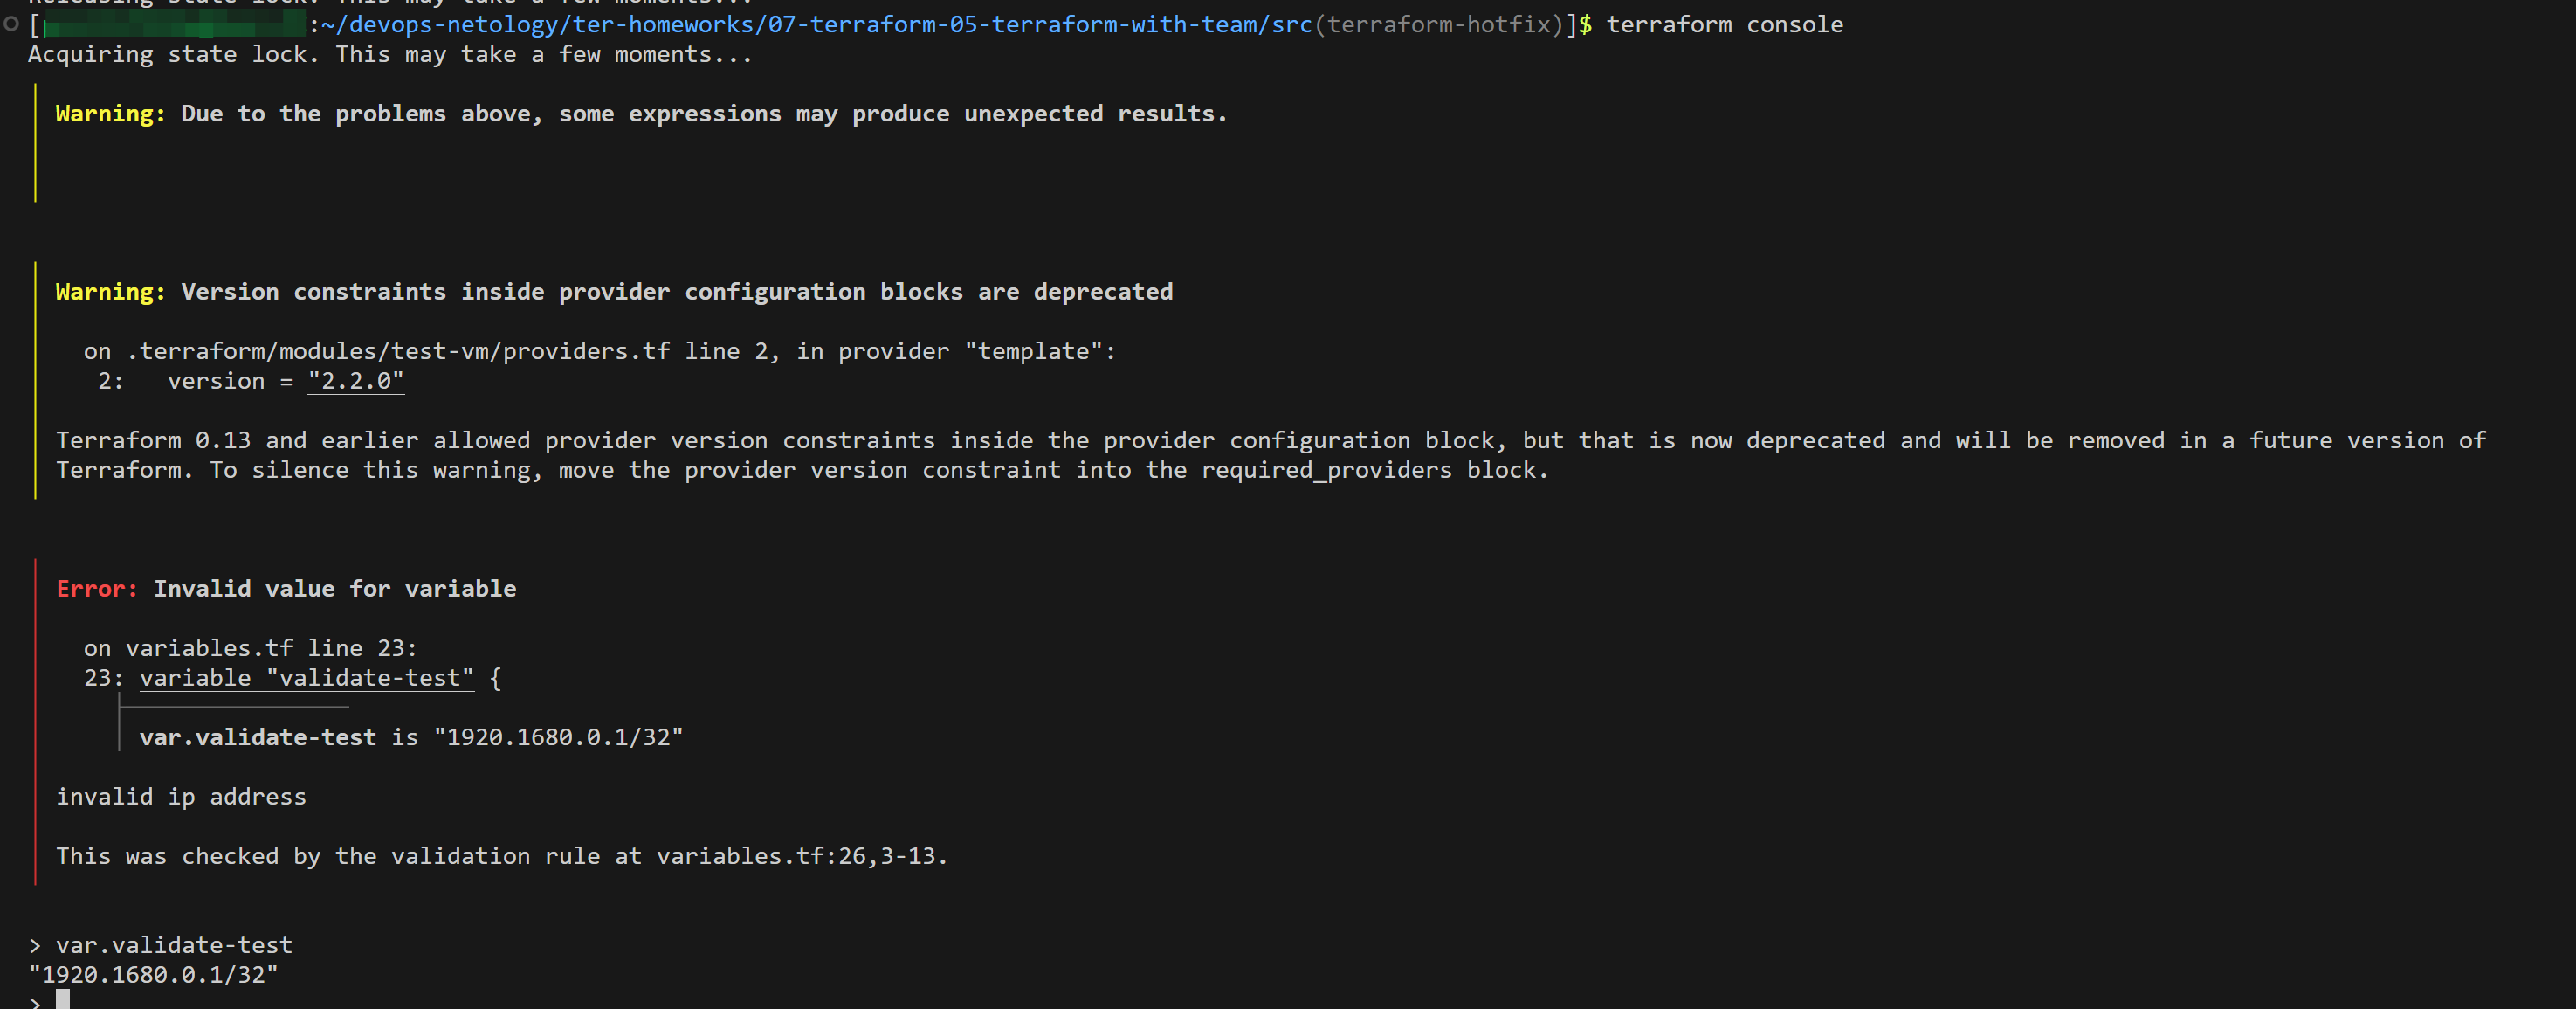 Releasing state lock. This may take a few moments...
[:~/devops-netology/ter-homeworks/07-terraform-05-terraform-with-team/src(terraform-hotfix)]$ terraform console
Acquiring state lock. This may take a few moments...
Warning: Due to the problems above, some expressions may produce unexpected results.
Warning: Version constraints inside provider configuration blocks are deprecated
on .terraform/modules/test-vm/providers.tf line 2, in provider "template":
2: version = "2.2.0"
Terraform 0.13 and earlier allowed provider version constraints inside the provider configuration block, but that is now deprecated and will be removed in a future version of
Terraform. To silence this warning, move the provider version constraint into the required_providers block.
Error: Invalid value for variable
on variables.tf line 23:
23: variable "validate-test" {
var.validate-test is "1920.1680.0.1/32"
invalid ip address
This was checked by the validation rule at variables.tf:26,3-13.
> var.validate-test
"1920.1680.0.1/32"
>